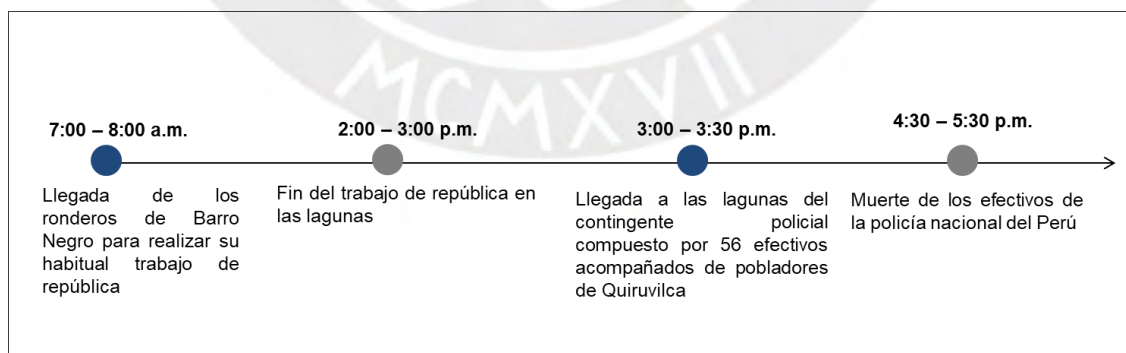 MCMXVII
7:00 – 8:00 a.m.
Llegada de los
ronderos de Barro
Negro para realizar su
habitual trabajo de
república
2:00 – 3:00 p.m.
Fin del trabajo de república en
las lagunas
3:00 – 3:30 p.m.
Llegada a las lagunas del
contingente policial
compuesto por 56 efectivos
acompañados de pobladores
de Quiruvilca
4:30 – 5:30 p.m.
Muerte de los efectivos de
la policía nacional del Perú